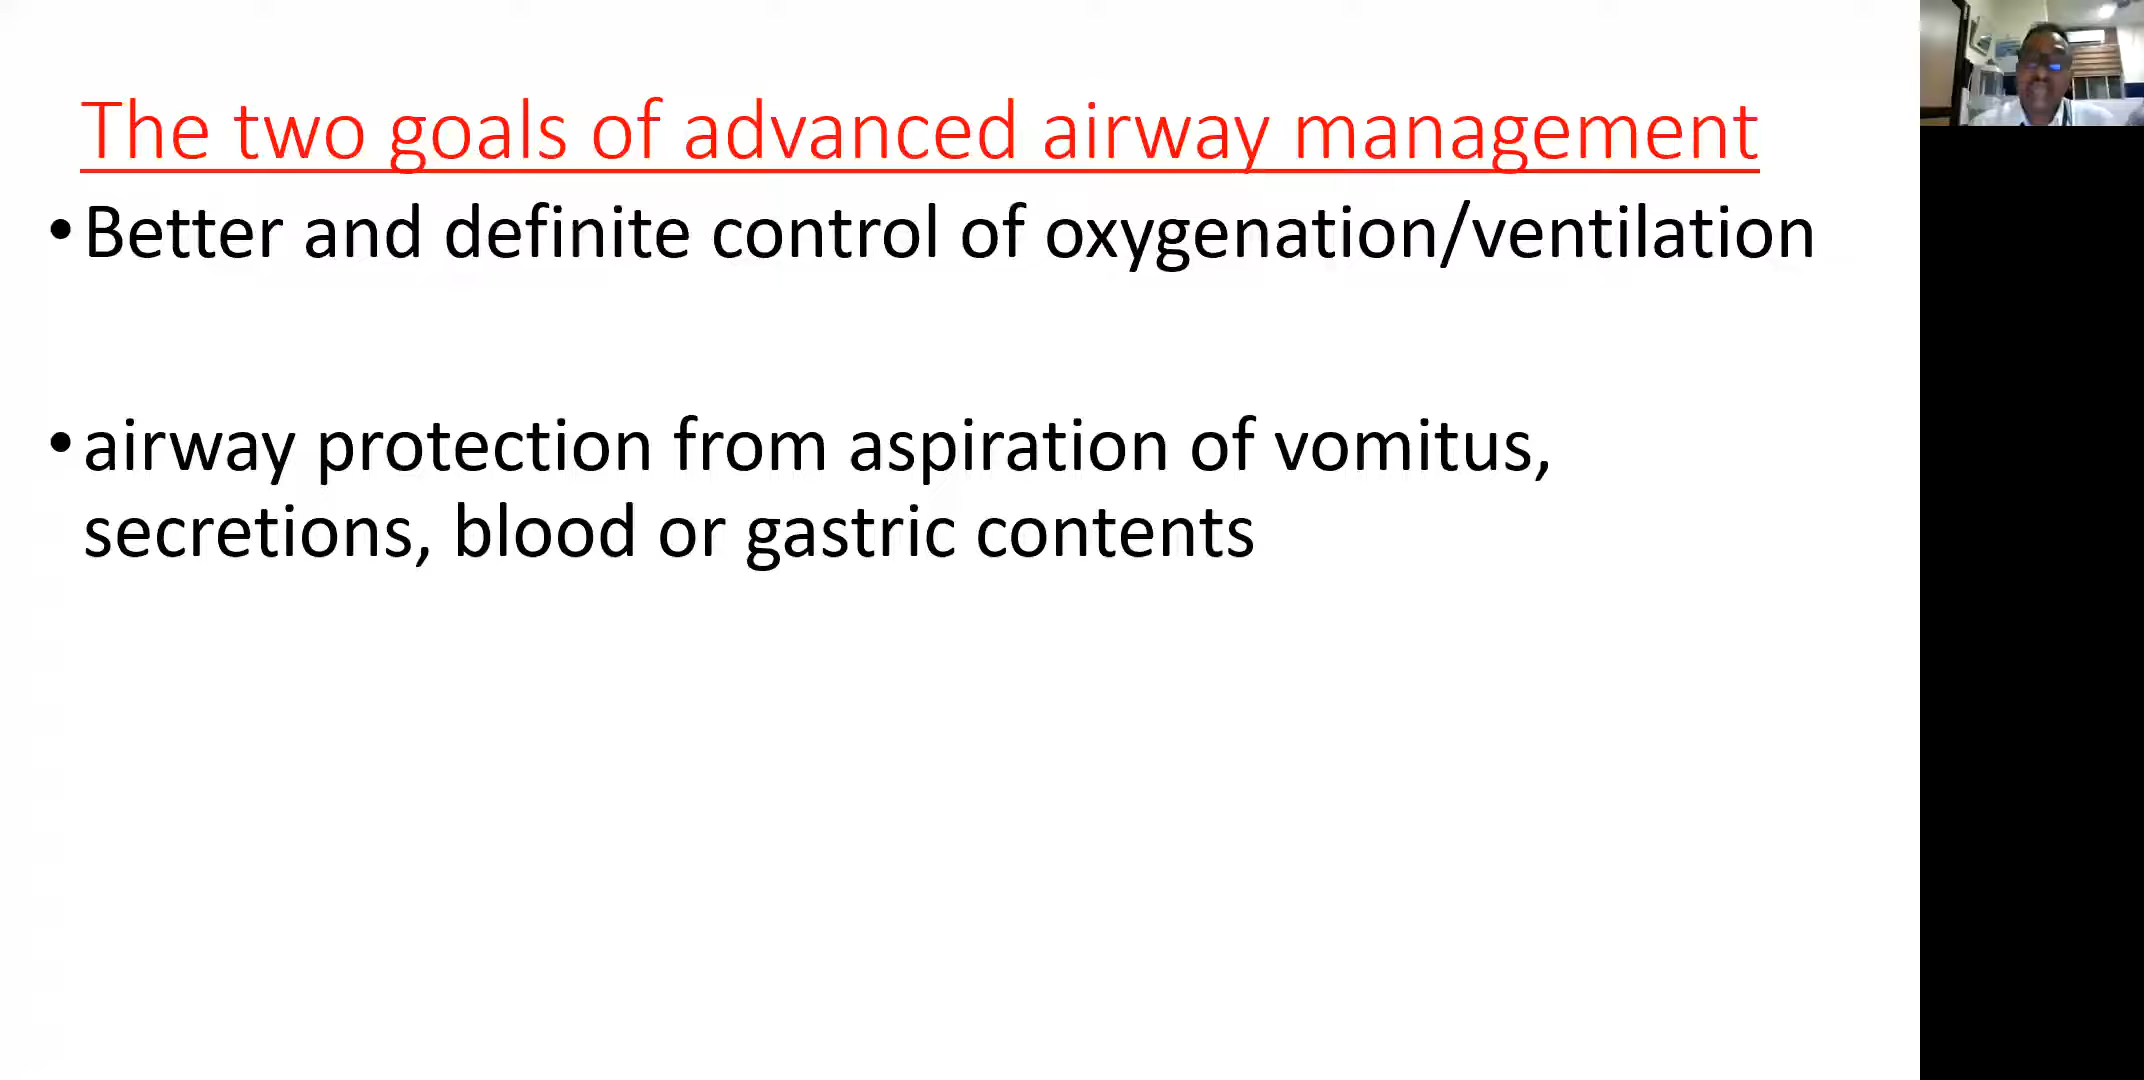 The two goals of advanced airway management
•Better and definite control of oxygenation/ventilation
•airway protection from aspiration of vomitus,
secretions, blood or gastric contents